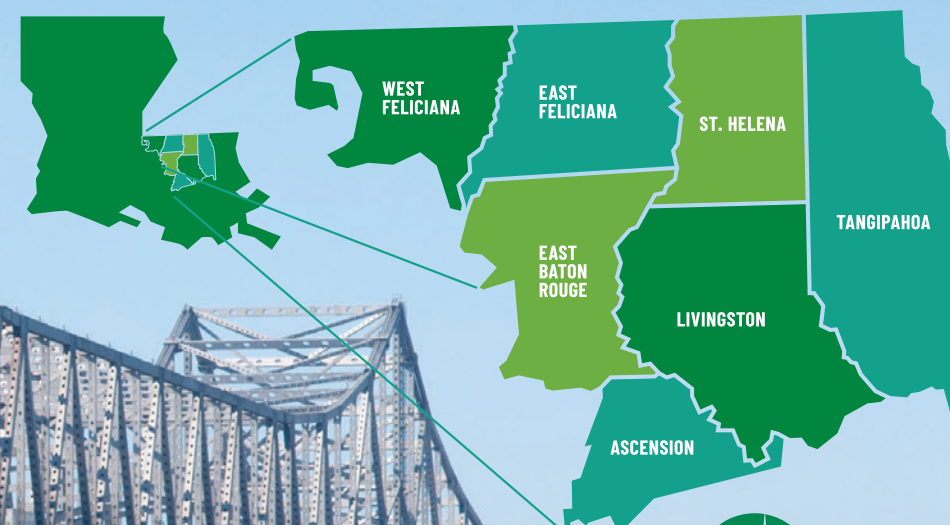 WEST
FELICIANA
EAST
FELICIANA
ST. HELENA
TANGIPAHOA
EAST
BATON
ROUGE
LIVINGSTON
ASCENSION